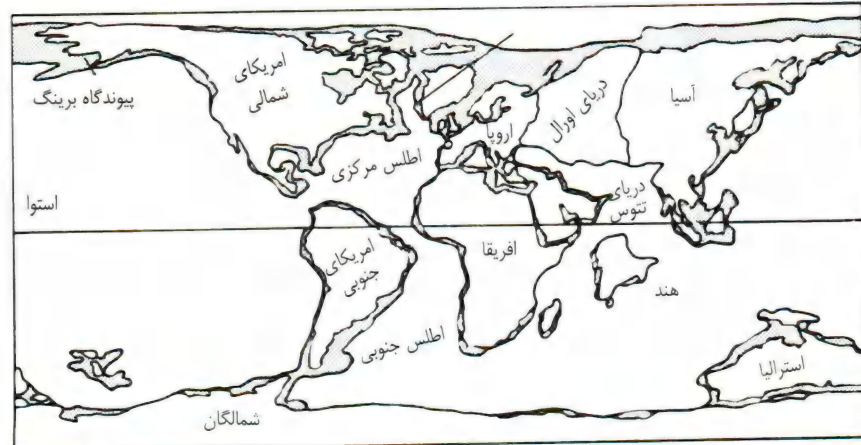 امریکای
شمالی
پیوندگاه برینگ
آسیا
دریای اورال
اروپا
اطلس مرکزی
دریای
تتوس
استوا
افریقا
امریکای
جنوبی
هند
اطلس جنوبی
استرالیا
شمالگان